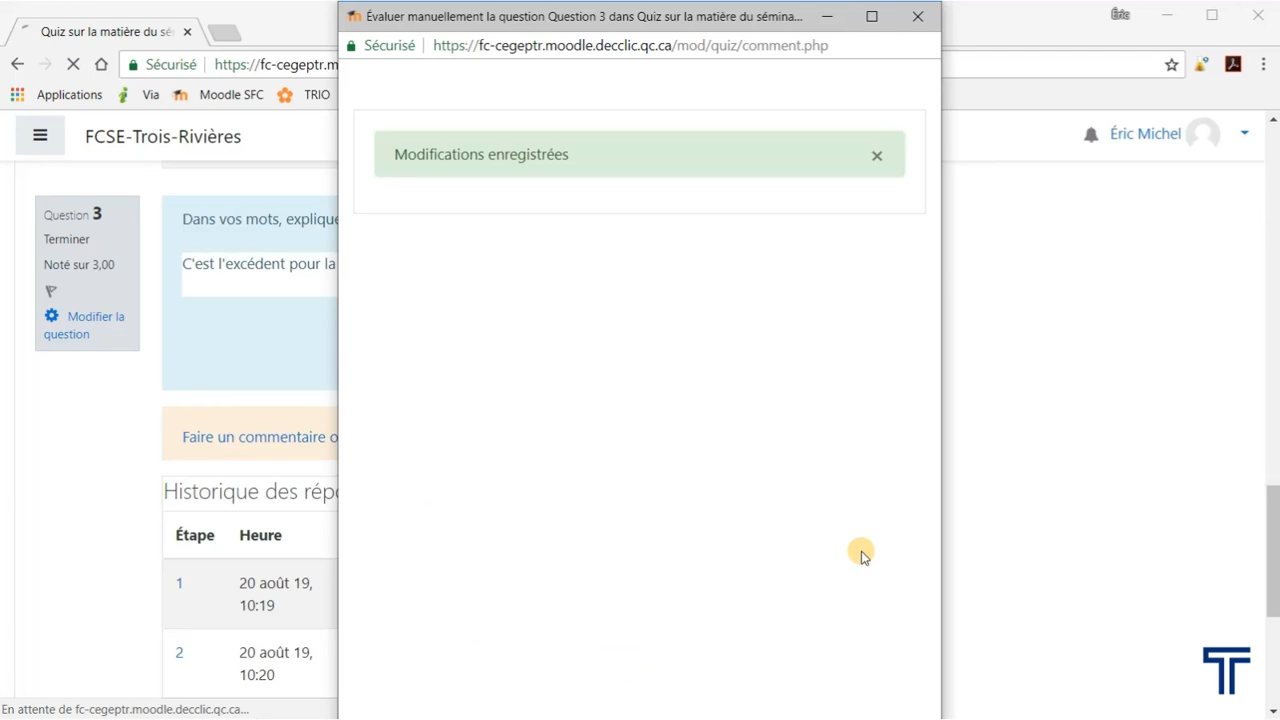 Évaluer manuellement la question Question 3 dans Quiz sur la matière du sémina...
Quiz sur la matière du sé
Éric
Sécurisé
https://fc-cegeptr.moodle.decclic.qc.ca/mod/quiz/comment.php
Sécurisé
https://fc-cegeptr.m
Applications
Via
Moodle SFC
TRIO
FCSE-Trois-Rivières
Éric Michel
Modifications enregistrées
Question 3
Terminer
Noté sur 3,00
Modifier la
question
Dans vos mots, explique
C'est l'excédent pour la
Faire un commentaire o
Historique des rép
Étape
Heure
1
20 août 19,
10:19
2
20 août 19,
10:20
En attente de fc-cegeptr.moodle.decclic.qc.ca...